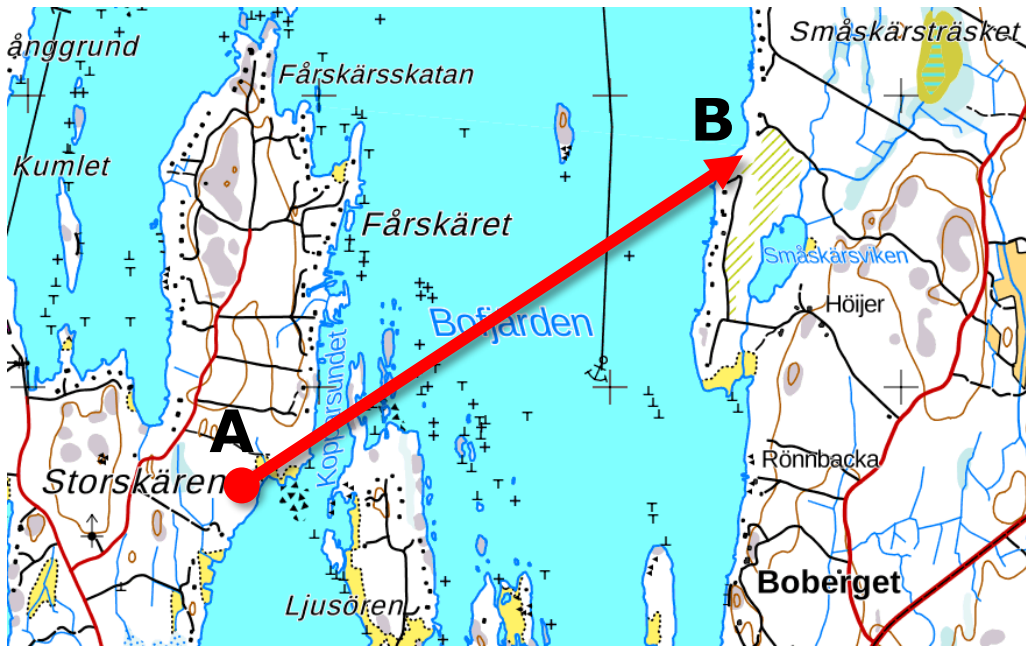 Småskärsträsket
ånggrund
Fårskärsskatan
B
Kumlet
Fårskäret
Småskärsviken
Höijer
Bofjärden
Kopparsundet
A
Rönnbacka
Storskären
Boberget
Ljusören